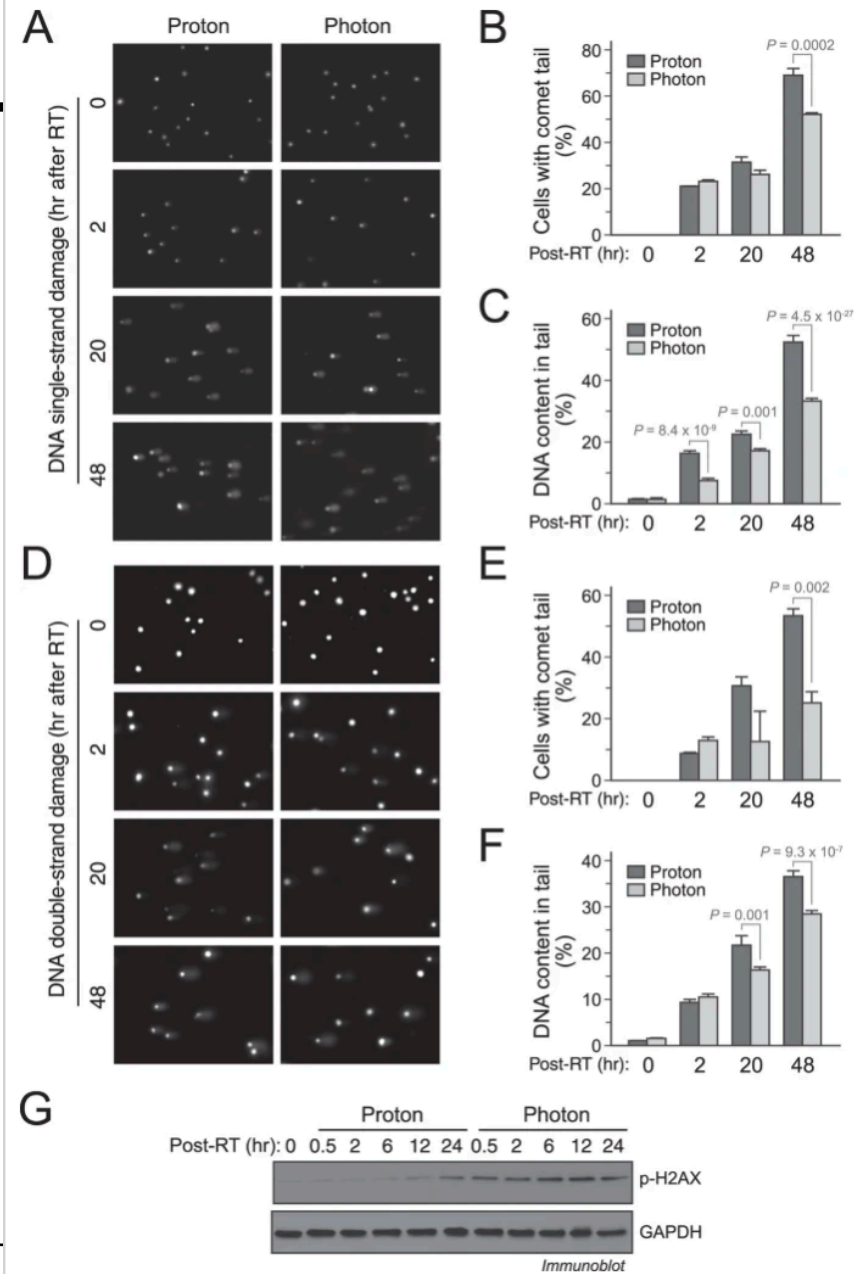 A
Proton Photon
DNA single-strand damage (hr after RT)
0
2
20
48
B
Cells with comet tail
(%)
80
60
40
20
0
Proton
Photon
P = 0.0002
Post-RT (hr): 0 2 20 48
C
DNA content in tail
(%)
60
40
20
0
Proton
Photon
P = 8.4 x 10⁻⁹
P = 0.001
P = 4.5 x 10⁻²⁷
Post-RT (hr): 0 2 20 48
D
DNA double-strand damage (hr after RT)
0
2
20
48
E
Cells with comet tail
(%)
60
40
20
0
Proton
Photon
P = 0.002
Post-RT (hr): 0 2 20 48
F
DNA content in tail
(%)
40
30
20
10
0
Proton
Photon
P = 0.001
P = 9.3 x 10⁻⁷
Post-RT (hr): 0 2 20 48
G
Proton Photon
Post-RT (hr): 0 0.5 2 6 12 24 0.5 2 6 12 24
p-H2AX
GAPDH
Immunoblot